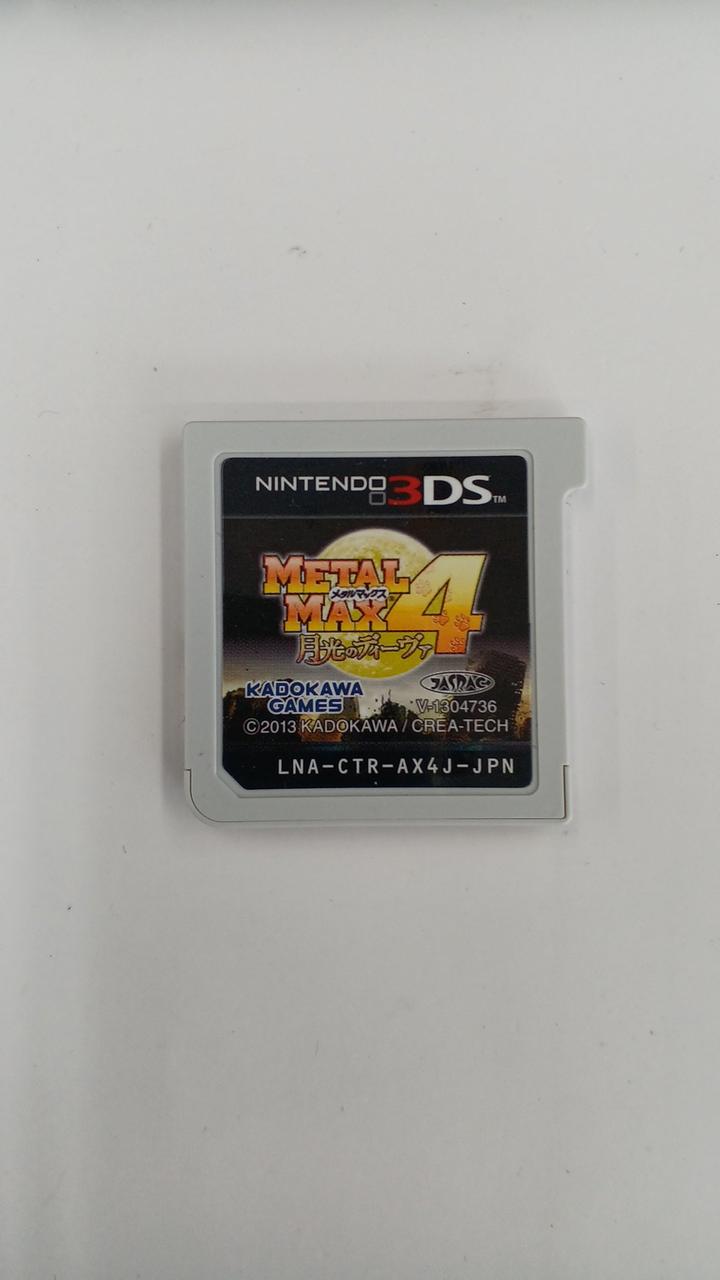 NINTENDO 3DS™
METAL
メタルマックス
MAX 4
月光のディーヴァ
KADOKAWA
GAMES
JASRAC
V-1304736
©2013 KADOKAWA / CREA-TECH
LNA-CTR-AX4J-JPN